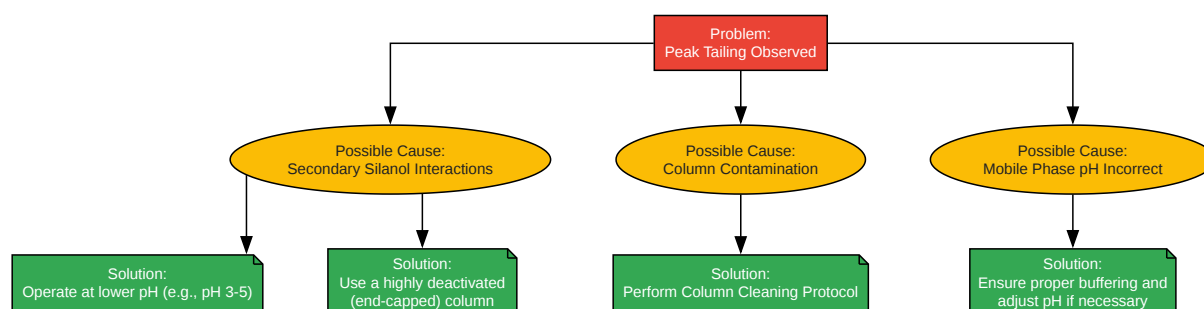 Problem:
Peak Tailing Observed
Possible Cause:
Secondary Silanol Interactions
Possible Cause:
Column Contamination
Possible Cause:
Mobile Phase pH Incorrect
Solution:
Operate at lower pH (e.g., pH 3-5)
Solution:
Use a highly deactivated
(end-capped) column
Solution:
Perform Column Cleaning Protocol
Solution:
Ensure proper buffering and
adjust pH if necessary